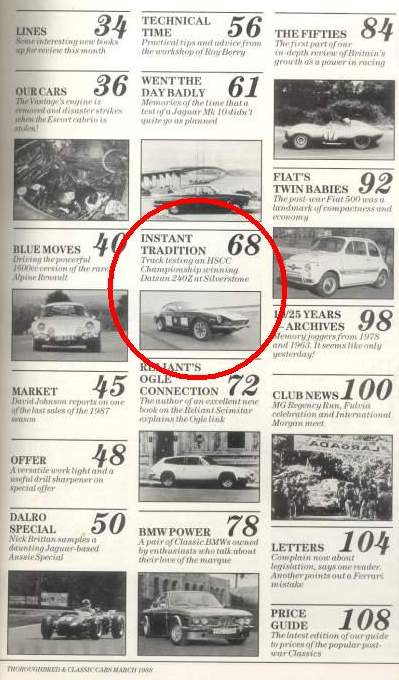 LINES 34
Some interesting new books
up for review this month
OUR CARS 36
The Vantage's engine is
removed and disaster strikes
when the Escort cabrio is
stolen!
BLUE MOVES 40
Driving the powerful
1600cc version of the rare
Alpine Renault
MARKET 45
David Johnson reports on one
of the last sales of the 1987
season
OFFER 48
A versatile work light and a
useful drill sharpener on
special offer
DALRO
SPECIAL 50
Nick Brittan samples a
daunting Jaguar-based
Aussie Special
TECHNICAL
TIME 56
Practical tips and advice from
the workshop of Roy Berry
WENT THE
DAY BADLY 61
Memories of the time that a
test of a Jaguar Mk 10 didn't
quite go as planned
INSTANT
TRADITION 68
Track testing an HSCC
Championship winning
Datsun 240Z at Silverstone
RELIANT'S
OGLE
CONNECTION 72
The author of an excellent new
book on the Reliant Scimitar
explains the Ogle link
BMW POWER 78
A pair of Classic BMWs owned
by enthusiasts who talk about
their love of the marque
THE FIFTIES 84
The first part of our
in-depth review of Britain's
growth as a power in racing
FIAT'S
TWIN BABIES 92
The post-war Fiat 500 was a
landmark of compactness and
economy
10/25 YEARS
– ARCHIVES 98
Memory joggers from 1978
and 1963. It seems like only
yesterday!
CLUB NEWS 100
MG Regency Run, Fulvia
celebration and International
Morgan meet
LETTERS 104
Complain now about
legislation, says one reader.
Another points out a Ferrari
mistake
PRICE
GUIDE 108
The latest edition of our guide
to prices of the popular post-
war Classics
THOROUGHBRED & CLASSIC CARS MARCH 1988